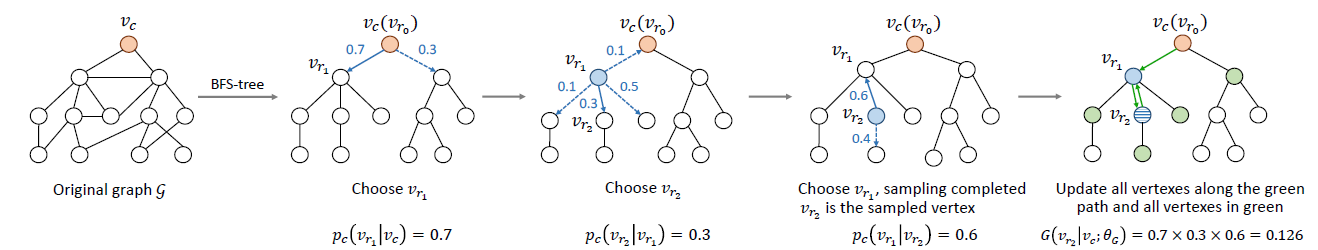 v_c
Original graph 𝒢
BFS-tree
v_c(v_{r_0})
0.7
0.3
v_{r_1}
Choose v_{r_1}
p_c(v_{r_1}|v_c) = 0.7
v_c(v_{r_0})
0.1
v_{r_1}
0.1
0.3
0.5
v_{r_2}
Choose v_{r_2}
p_c(v_{r_2}|v_{r_1}) = 0.3
v_c(v_{r_0})
v_{r_1}
0.6
v_{r_2}
0.4
Choose v_{r_1}, sampling completed
v_{r_2} is the sampled vertex
p_c(v_{r_1}|v_{r_2}) = 0.6
v_c(v_{r_0})
v_{r_1}
v_{r_2}
Update all vertexes along the green
path and all vertexes in green
G(v_{r_2}|v_c; θ_G) = 0.7 × 0.3 × 0.6 = 0.126